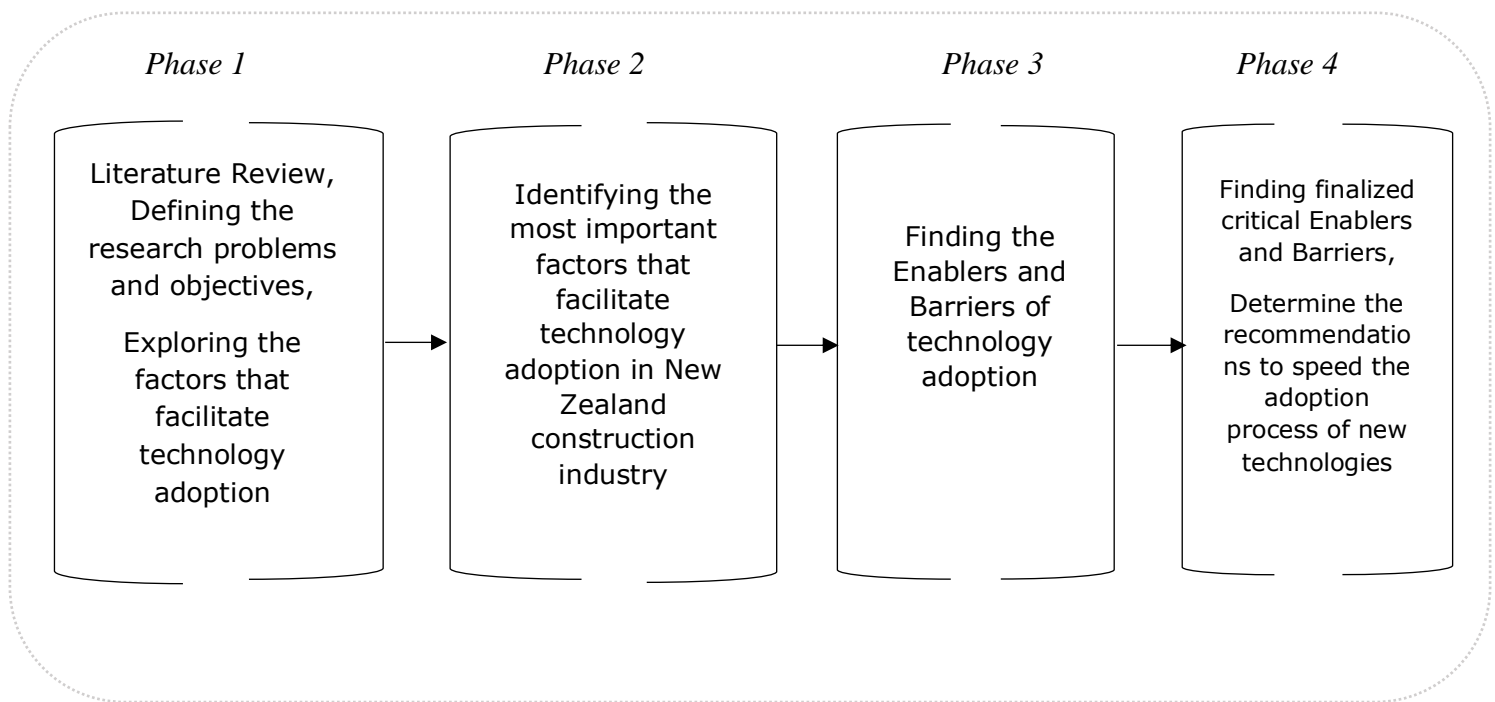 Phase 1
Phase 2
Phase 3
Phase 4
Literature Review,
Defining the
research problems
and objectives,
Exploring the
factors that
facilitate
technology
adoption
Identifying the
most important
factors that
facilitate
technology
adoption in New
Zealand
construction
industry
Finding the
Enablers and
Barriers of
technology
adoption
Finding finalized
critical Enablers
and Barriers,
Determine the
recommendatio
ns to speed the
adoption
process of new
technologies